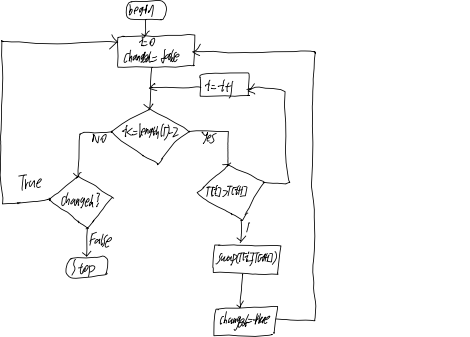 begin
t=0
changed= false
t=t+1
t<=length(T)-2
NO
Yes
True
changed?
T[t]>T[t+1]
False
Stop
swap(T[t],T[t+1])
changed=true